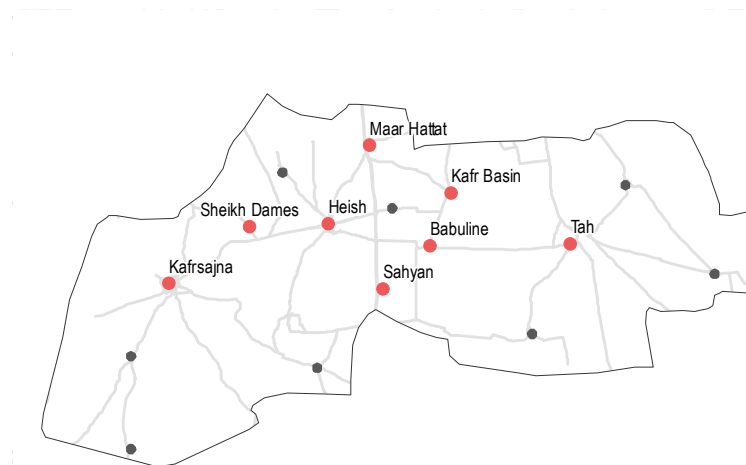 Maar Hattat
Kafr Basin
Sheikh Dames
Heish
Babuline
Tah
Kafrsajna
Sahyan